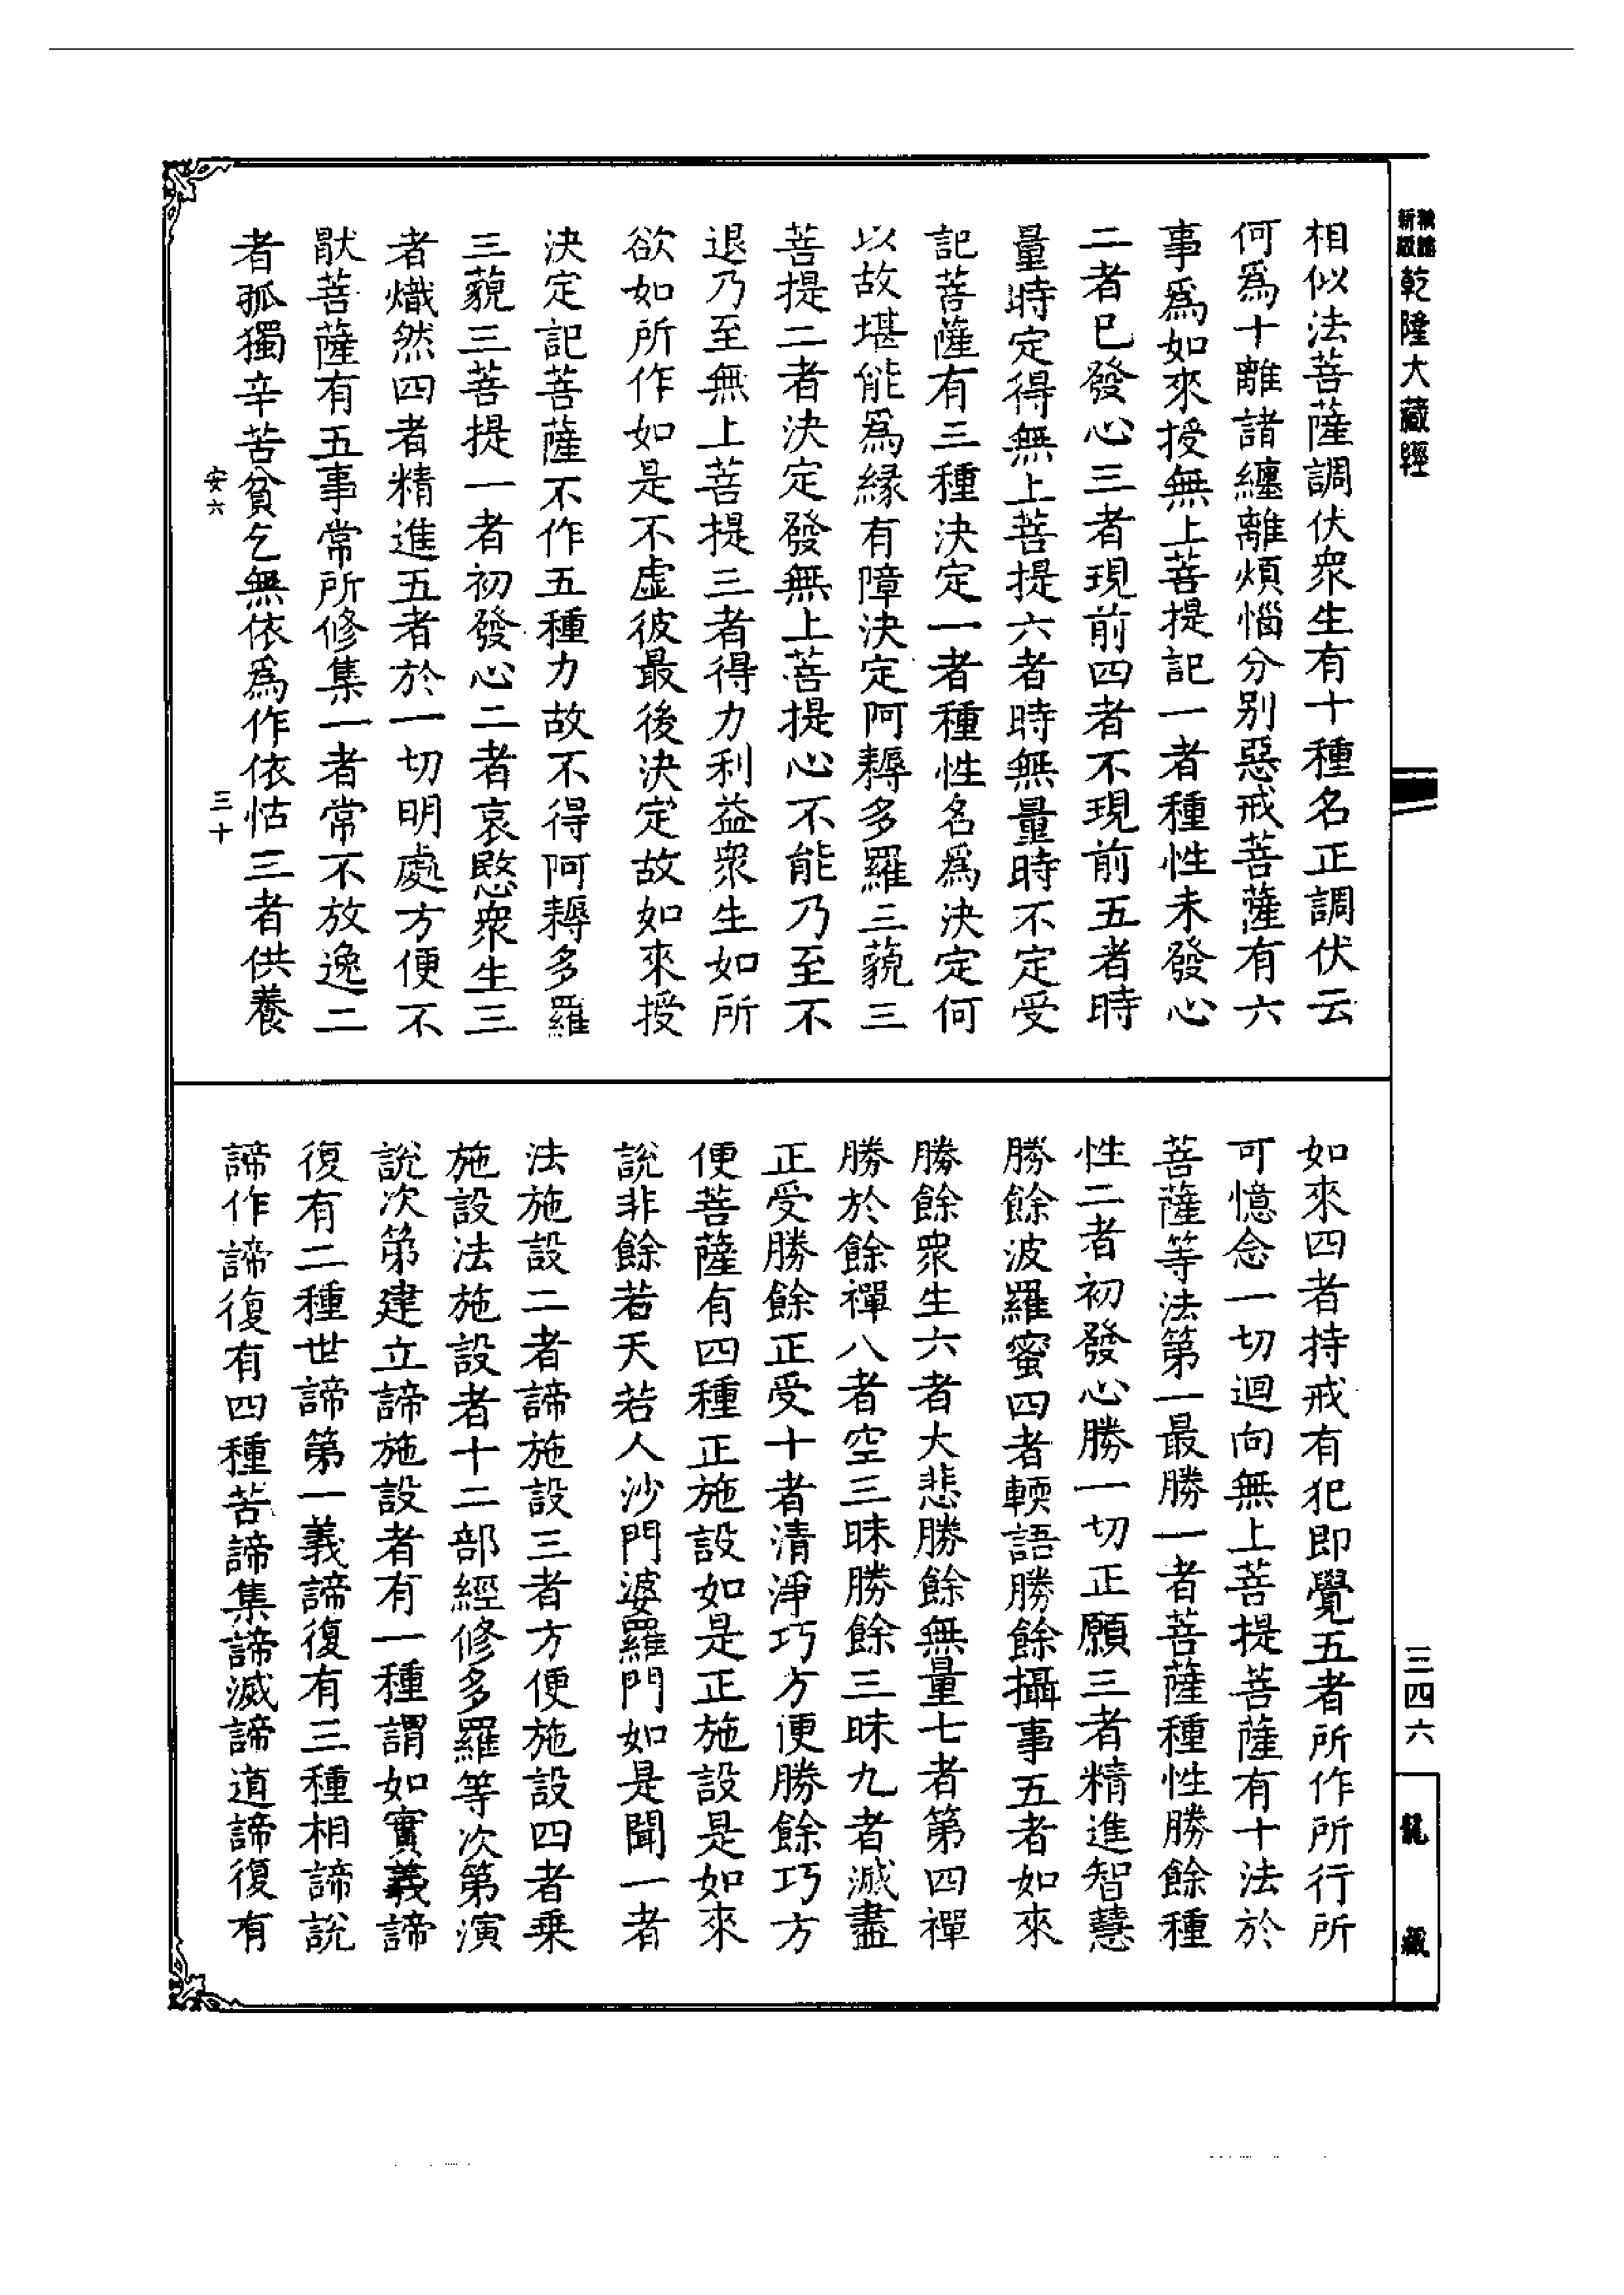 新版
乾隆大藏經
相似法菩薩調伏衆生有十種名正調伏云
何爲十離諸纏離煩惱分別惡戒菩薩有六
事爲如來授無上菩提記一者種性未發心
二者已發心三者現前四者不現前五者時
量時定得無上菩提六者時無量時不定受
記菩薩有三種決定一者種性名爲決定何
以故堪能爲緣有障決定阿耨多羅三藐三
菩提二者決定發無上菩提心不能乃至不
退乃至無上菩提三者得力利益衆生如所
欲如所作如是不虛彼最後決定故如來授
決定記菩薩不作五種力故不得阿耨多羅
三藐三菩提一者初發心二者哀愍衆生三
者熾然四者精進五者於一切明處方便不
猒菩薩有五事常所修集一者常不放逸二
者孤獨辛苦貧乞無依爲作依怙三者供養
安六
三十
如來四者持戒有犯即覺五者所作所行所
可憶念一切迴向無上菩提菩薩有十法於
菩薩等法第一最勝一者菩薩種性勝餘種
性二者初發心勝一切正願三者精進智慧
勝餘波羅蜜四者輭語勝餘攝事五者如來
勝餘衆生六者大悲勝餘無量七者第四禪
勝於餘禪八者空三昧勝餘三昧九者滅盡
正受勝餘正受十者清淨巧方便勝餘巧方
便菩薩有四種正施設如是正施設是如來
說非餘若天若人沙門婆羅門如是聞一者
法施設二者諦施設三者方便施設四者乗
施設法施設者十二部經修多羅等次第演
說次第建立諦施設者有一種謂如實義諦
復有二種世諦第一義諦復有三種相諦說
諦作諦復有四種苦諦集諦滅諦道諦復有
三四六
龍藏